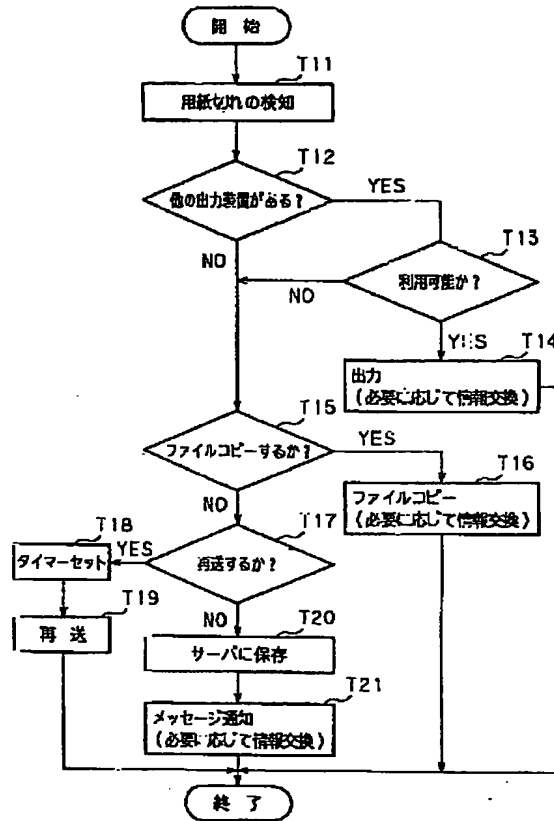 開 始
T11
用紙切れの検知
T12
他の出力装置がある?
YES
NO
T13
利用可能か?
NO
YES
T14
出力
(必要に応じて情報交換)
T15
ファイルコピーするか?
YES
NO
T16
ファイルコピー
(必要に応じて情報交換)
T17
再送するか?
YES
NO
T18
タイマーセット
T19
再 送
T20
サーバに保存
T21
メッセージ通知
(必要に応じて情報交換)
終 了